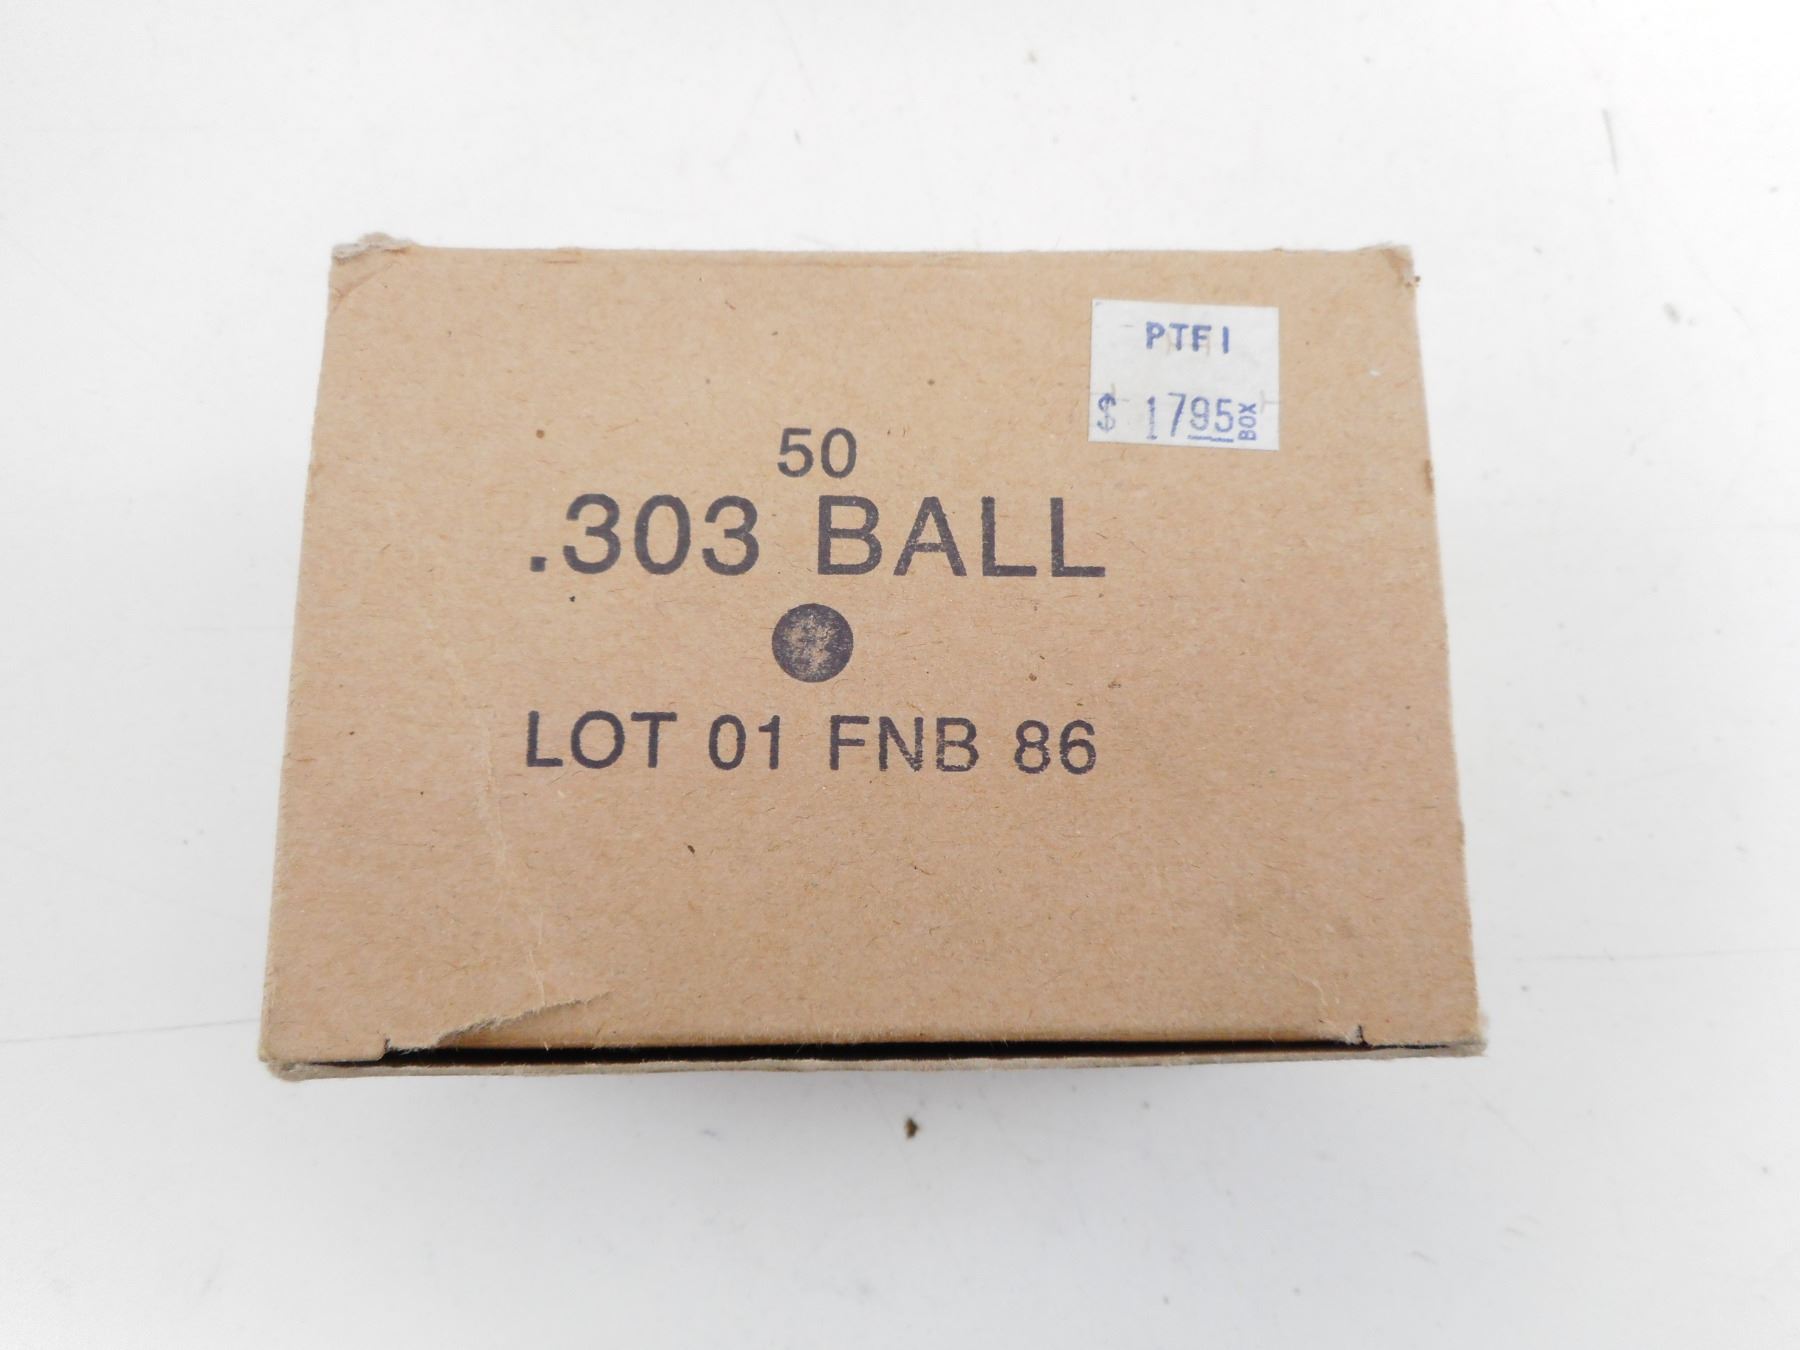 PTFI
$ 1795 BOX
50
.303 BALL
LOT 01 FNB 86